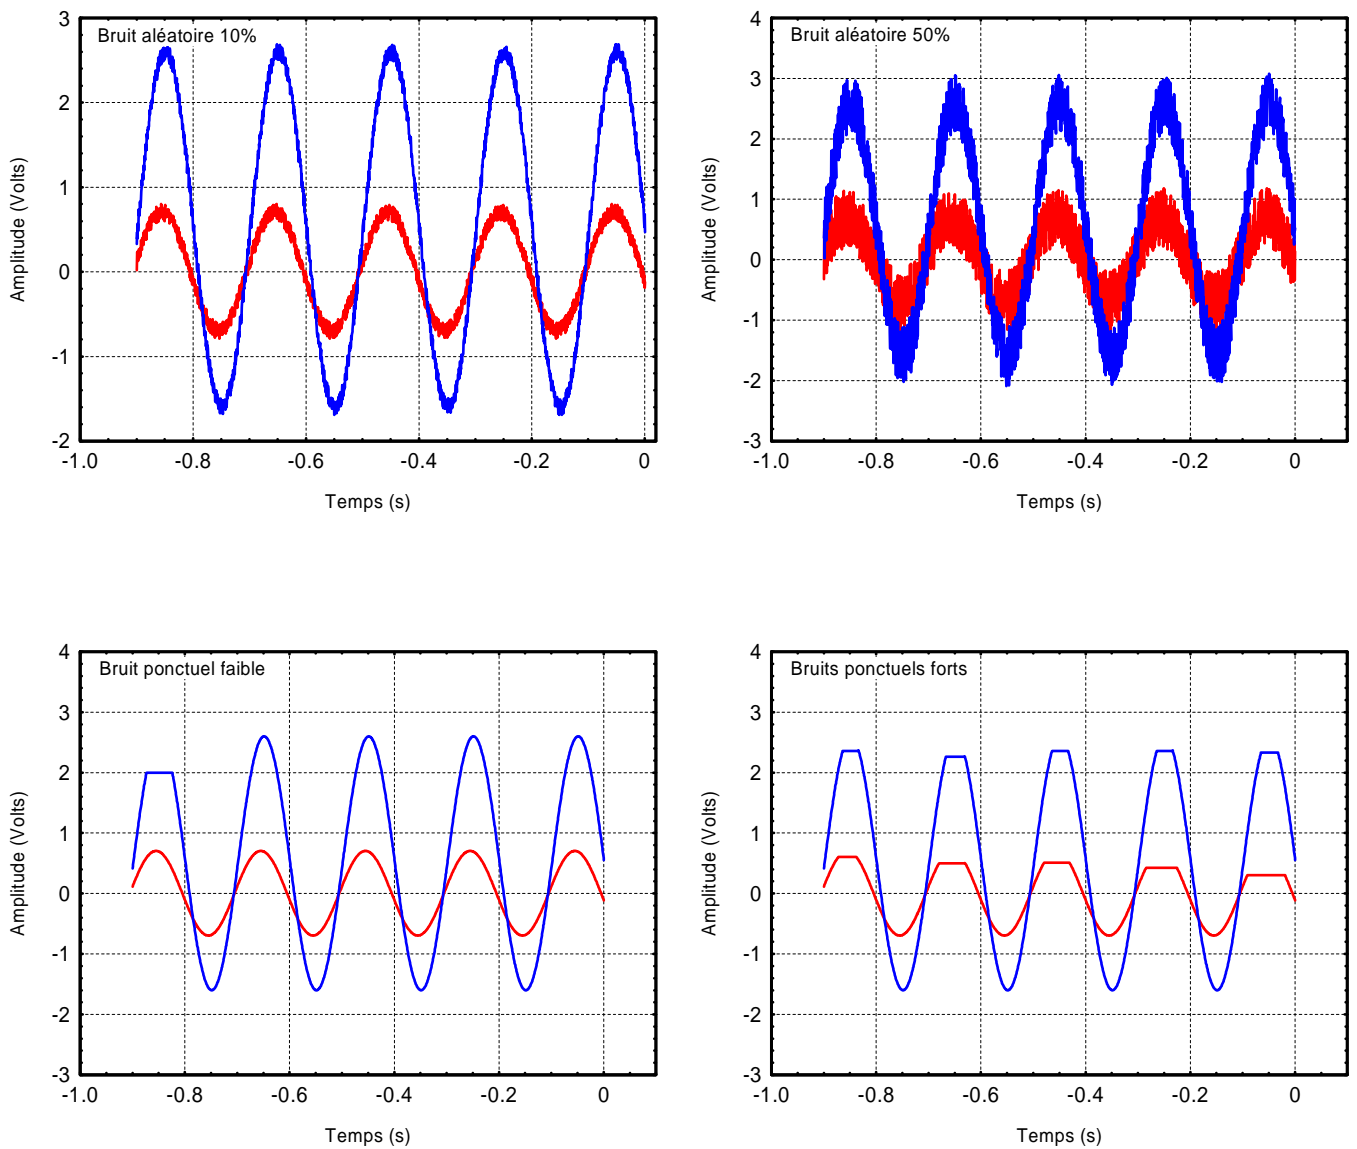 Bruit aléatoire 10%
3
2
1
0
-1
-2
Amplitude (Volts)
-1.0 -0.8 -0.6 -0.4 -0.2 0
Temps (s)
Bruit aléatoire 50%
4
3
2
1
0
-1
-2
-3
Amplitude (Volts)
-1.0 -0.8 -0.6 -0.4 -0.2 0
Temps (s)
Bruit ponctuel faible
4
3
2
1
0
-1
-2
-3
Amplitude (Volts)
-1.0 -0.8 -0.6 -0.4 -0.2 0
Temps (s)
Bruits ponctuels forts
4
3
2
1
0
-1
-2
-3
Amplitude (Volts)
-1.0 -0.8 -0.6 -0.4 -0.2 0
Temps (s)